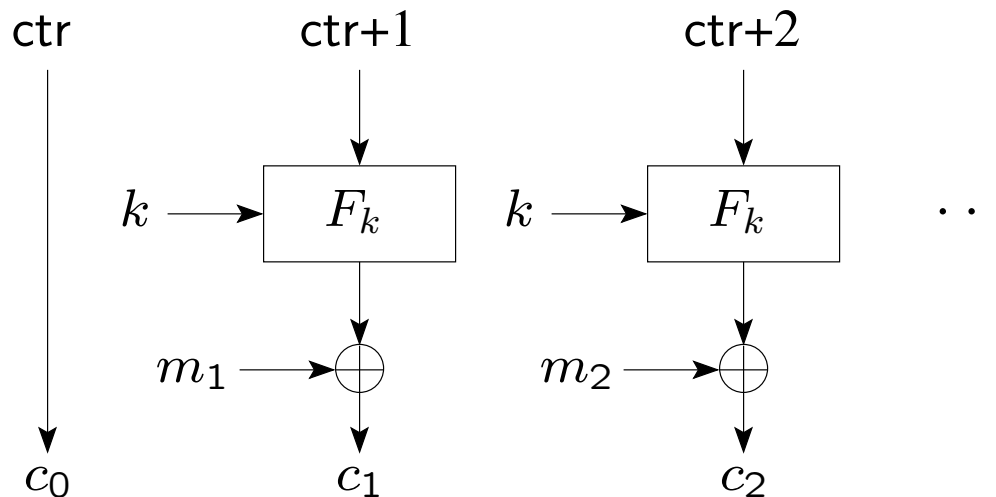 ctr ctr+1 ctr+2
k F_k k F_k ..
m_1 m_2
c_0 c_1 c_2